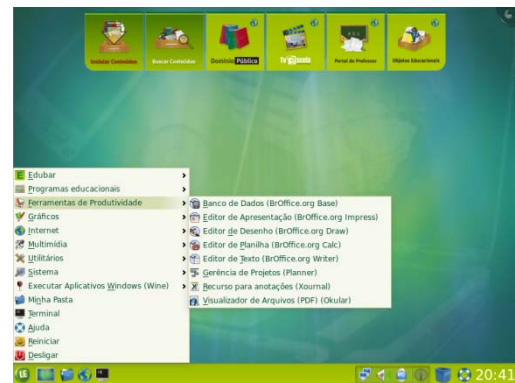 Instalar Conteúdos
Buscar Conteúdos
Domínio Público
TV Escola
Portal do Professor
Objetos Educacionais
Edubar
Programas educacionais
Ferramentas de Produtividade
Gráficos
Internet
Multimídia
Utilitários
Sistema
Executar Aplicativos Windows (Wine)
Minha Pasta
Terminal
Ajuda
Reiniciar
Desligar
Banco de Dados (BrOffice.org Base)
Editor de Apresentação (BrOffice.org Impress)
Editor de Desenho (BrOffice.org Draw)
Editor de Planilha (BrOffice.org Calc)
Editor de Texto (BrOffice.org Writer)
Gerência de Projetos (Planner)
Recurso para anotações (Xournal)
Visualizador de Arquivos (PDF) (Okular)
LE
20:41